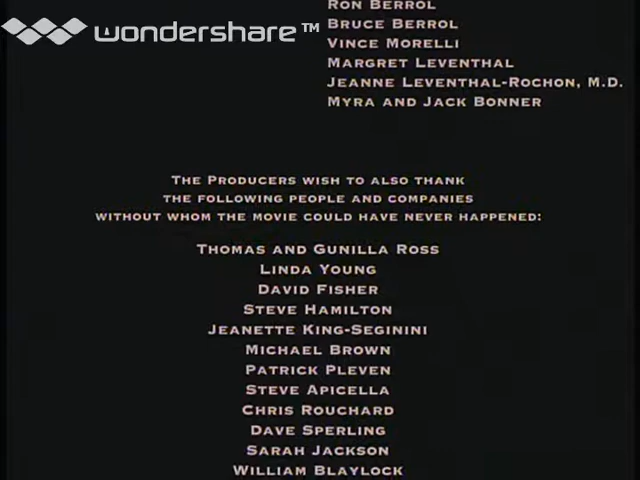 wondershare™
Ron Berrol
Bruce Berrol
Vince Morelli
Margret Leventhal
Jeanne Leventhal-Rochon, M.D.
Myra and Jack Bonner
The Producers wish to also thank
the following people and companies
without whom the movie could have never happened:
Thomas and Gunilla Ross
Linda Young
David Fisher
Steve Hamilton
Jeanette King-Seginini
Michael Brown
Patrick Pleven
Steve Apicella
Chris Rouchard
Dave Sperling
Sarah Jackson
William Blaylock